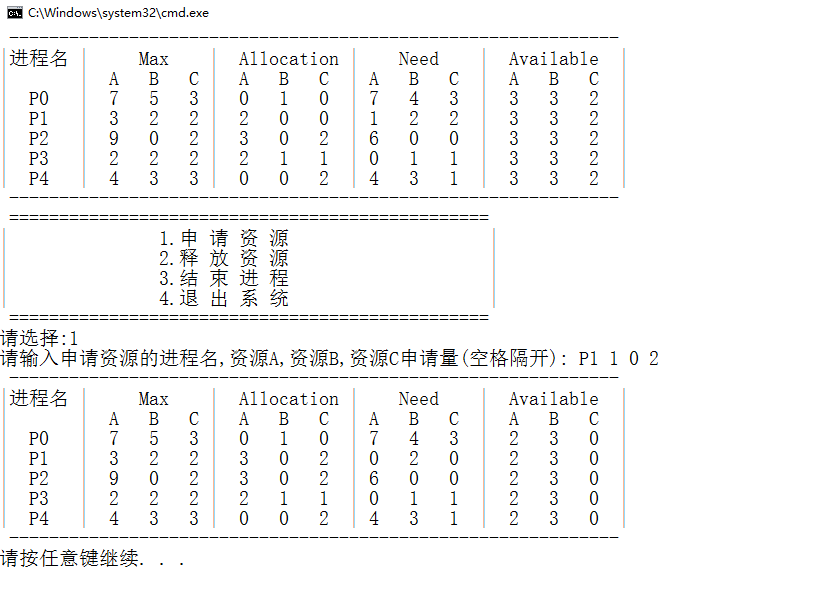 C:\Windows\system32\cmd.exe
-------------------------------------------------------------
进程名 Max Allocation Need Available
A B C A B C A B C A B C
P0 7 5 3 0 1 0 7 4 3 3 3 2
P1 3 2 2 2 0 0 1 2 2 3 3 2
P2 9 0 2 3 0 2 6 0 0 3 3 2
P3 2 2 2 2 1 1 0 1 1 3 3 2
P4 4 3 3 0 0 2 4 3 1 3 3 2
-------------------------------------------------------------
================================================
1.申 请 资 源
2.释 放 资 源
3.结 束 进 程
4.退 出 系 统
================================================
请选择:1
请输入申请资源的进程名,资源A,资源B,资源C申请量(空格隔开): P1 1 0 2
-------------------------------------------------------------
进程名 Max Allocation Need Available
A B C A B C A B C A B C
P0 7 5 3 0 1 0 7 4 3 2 3 0
P1 3 2 2 3 0 2 0 2 0 2 3 0
P2 9 0 2 3 0 2 6 0 0 2 3 0
P3 2 2 2 2 1 1 0 1 1 2 3 0
P4 4 3 3 0 0 2 4 3 1 2 3 0
-------------------------------------------------------------
请按任意键继续. . .